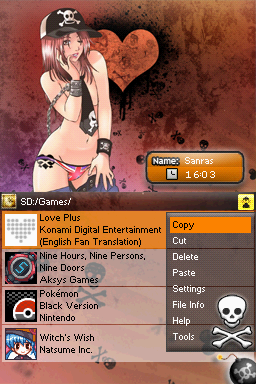 Name: Sanras
16:03
SD:/Games/
Love Plus
Konami Digital Entertainment
(English Fan Translation)
Nine Hours, Nine Persons,
Nine Doors
Aksys Games
Pokémon
Black Version
Nintendo
Witch's Wish
Natsume Inc.
Copy
Cut
Delete
Paste
Settings
File Info
Help
Tools